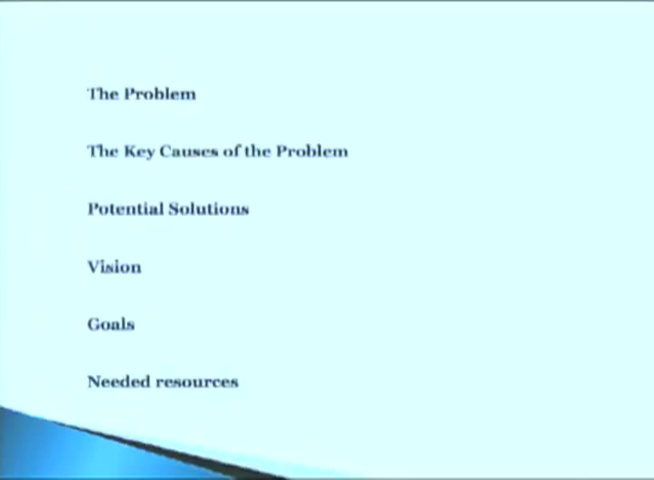 The Problem
The Key Causes of the Problem
Potential Solutions
Vision
Goals
Needed resources